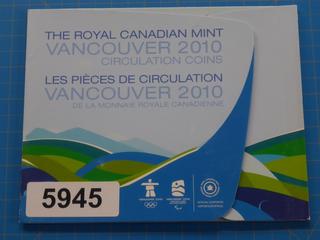 THE ROYAL CANADIAN MINT
VANCOUVER 2010
CIRCULATION COINS
LES PIÈCES DE CIRCULATION
VANCOUVER 2010
DE LA MONNAIE ROYALE CANADIENNE
5945